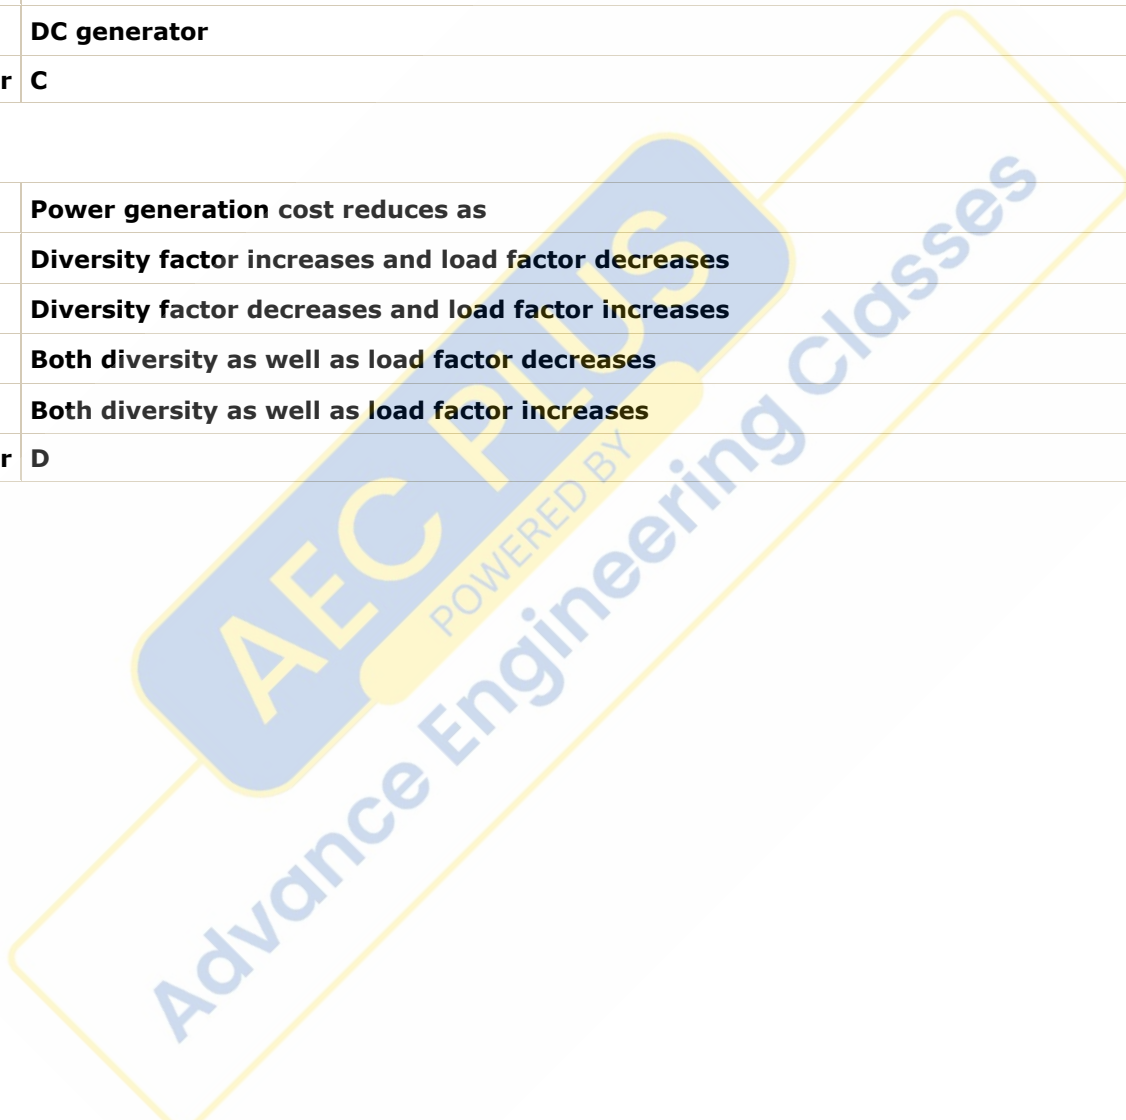 DC generator
r C
Power generation cost reduces as
Diversity factor increases and load factor decreases
Diversity factor decreases and load factor increases
Both diversity as well as load factor decreases
Both diversity as well as load factor increases
r D
AEC PLUS
POWERED BY
Advance Engineering Classes